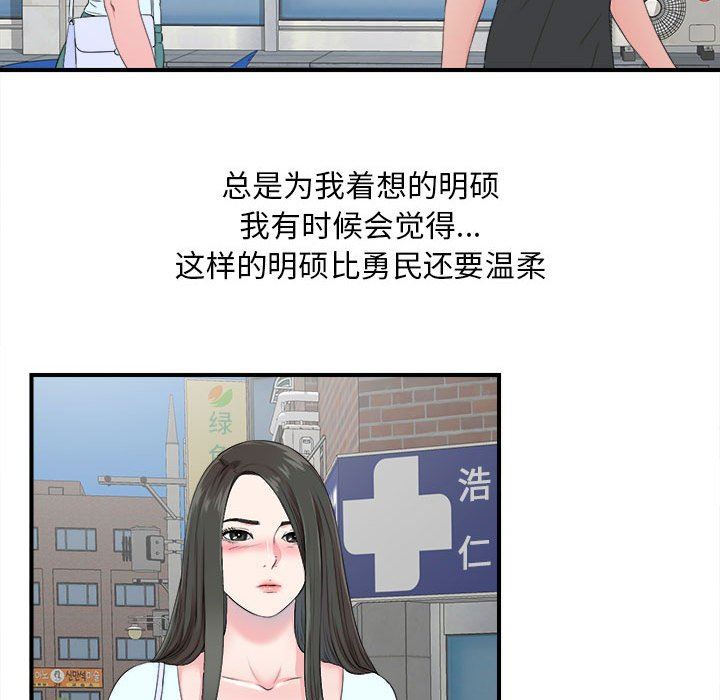 总是为我着想的明硕
我有时候会觉得...
这样的明硕比勇民还要温柔
绿
浩
仁